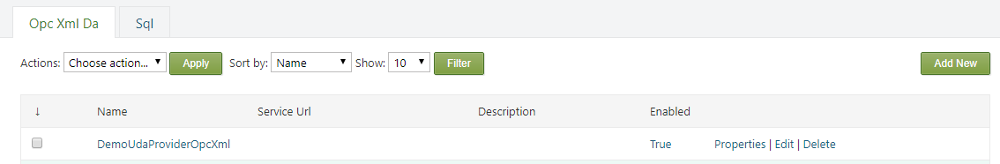 Opc Xml Da Sql
Actions: Choose action... Apply Sort by: Name Show: 10 Filter Add New
↓ Name Service Url Description Enabled
DemoUdaProviderOpcXml True Properties | Edit | Delete